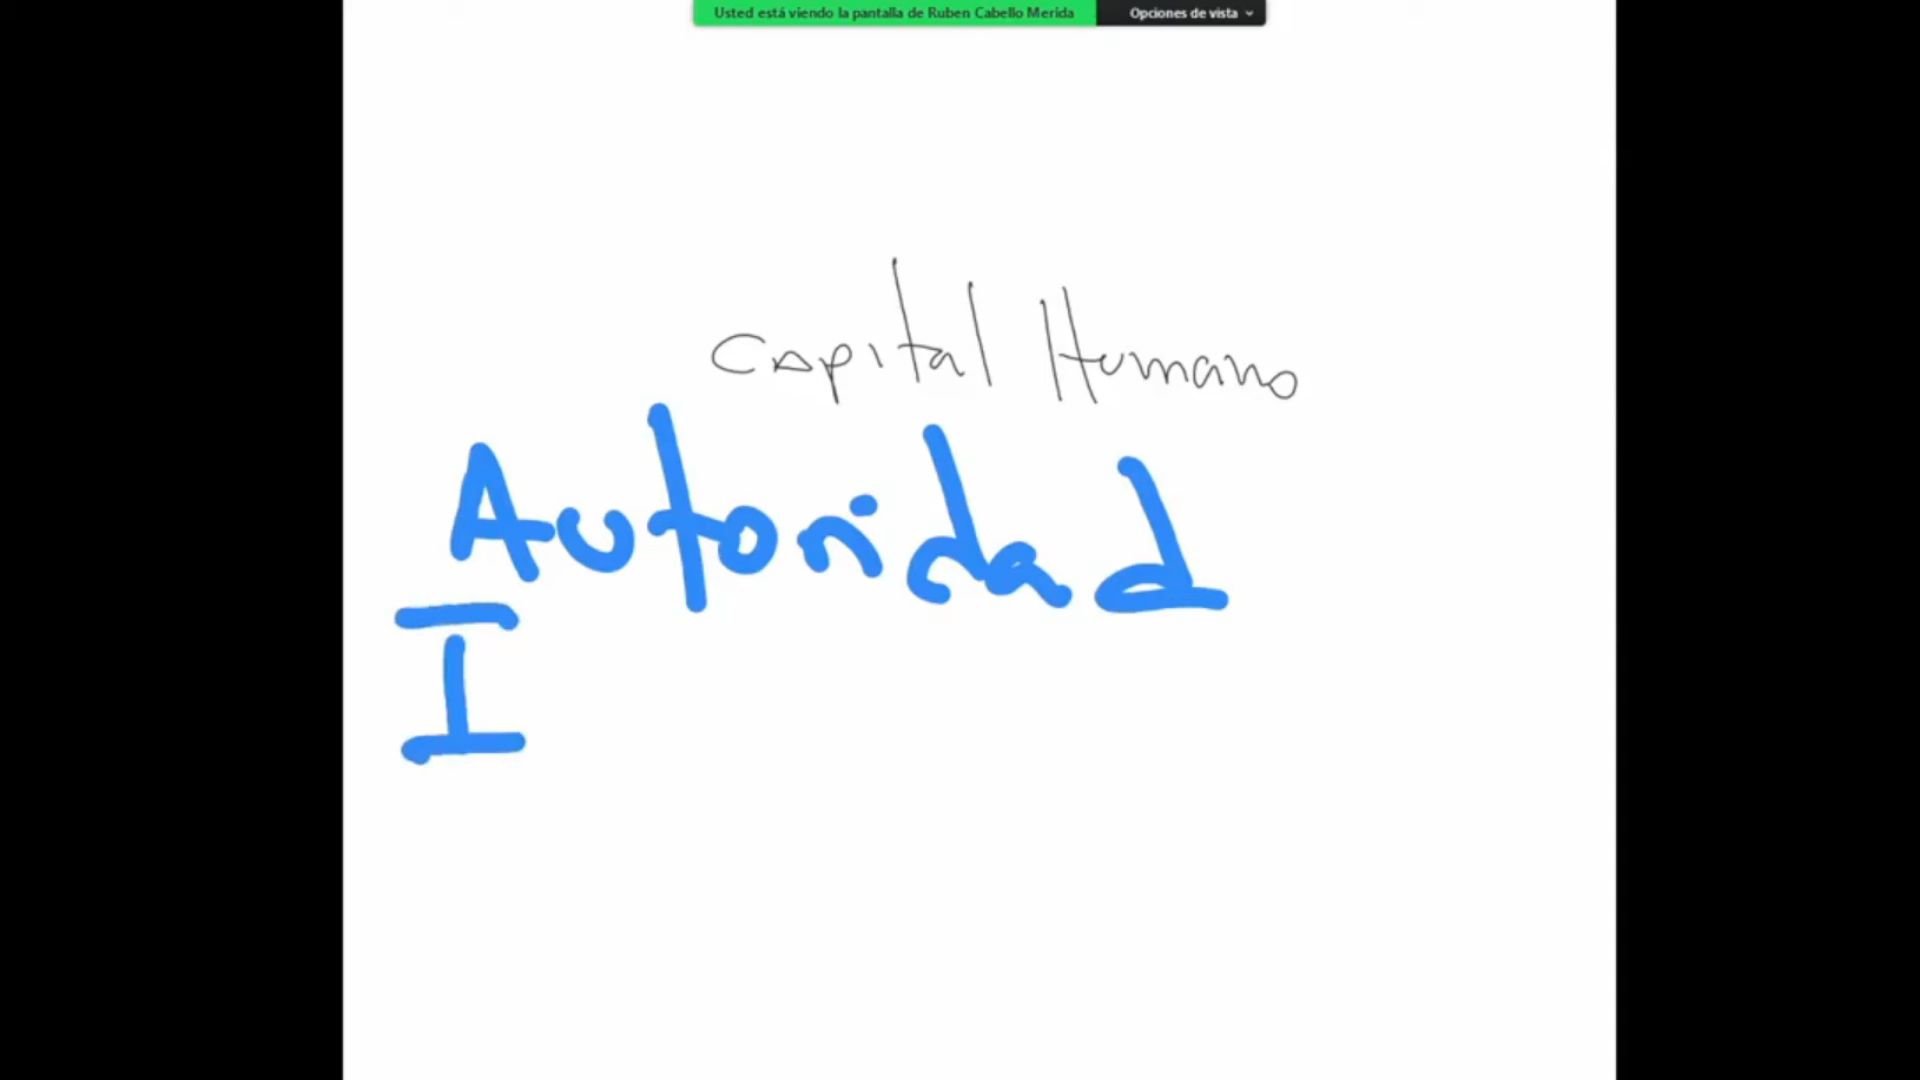 Usted está viendo la pantalla de Ruben Cabello Merida Opciones de vista
Capital Humano
Autoridad
I